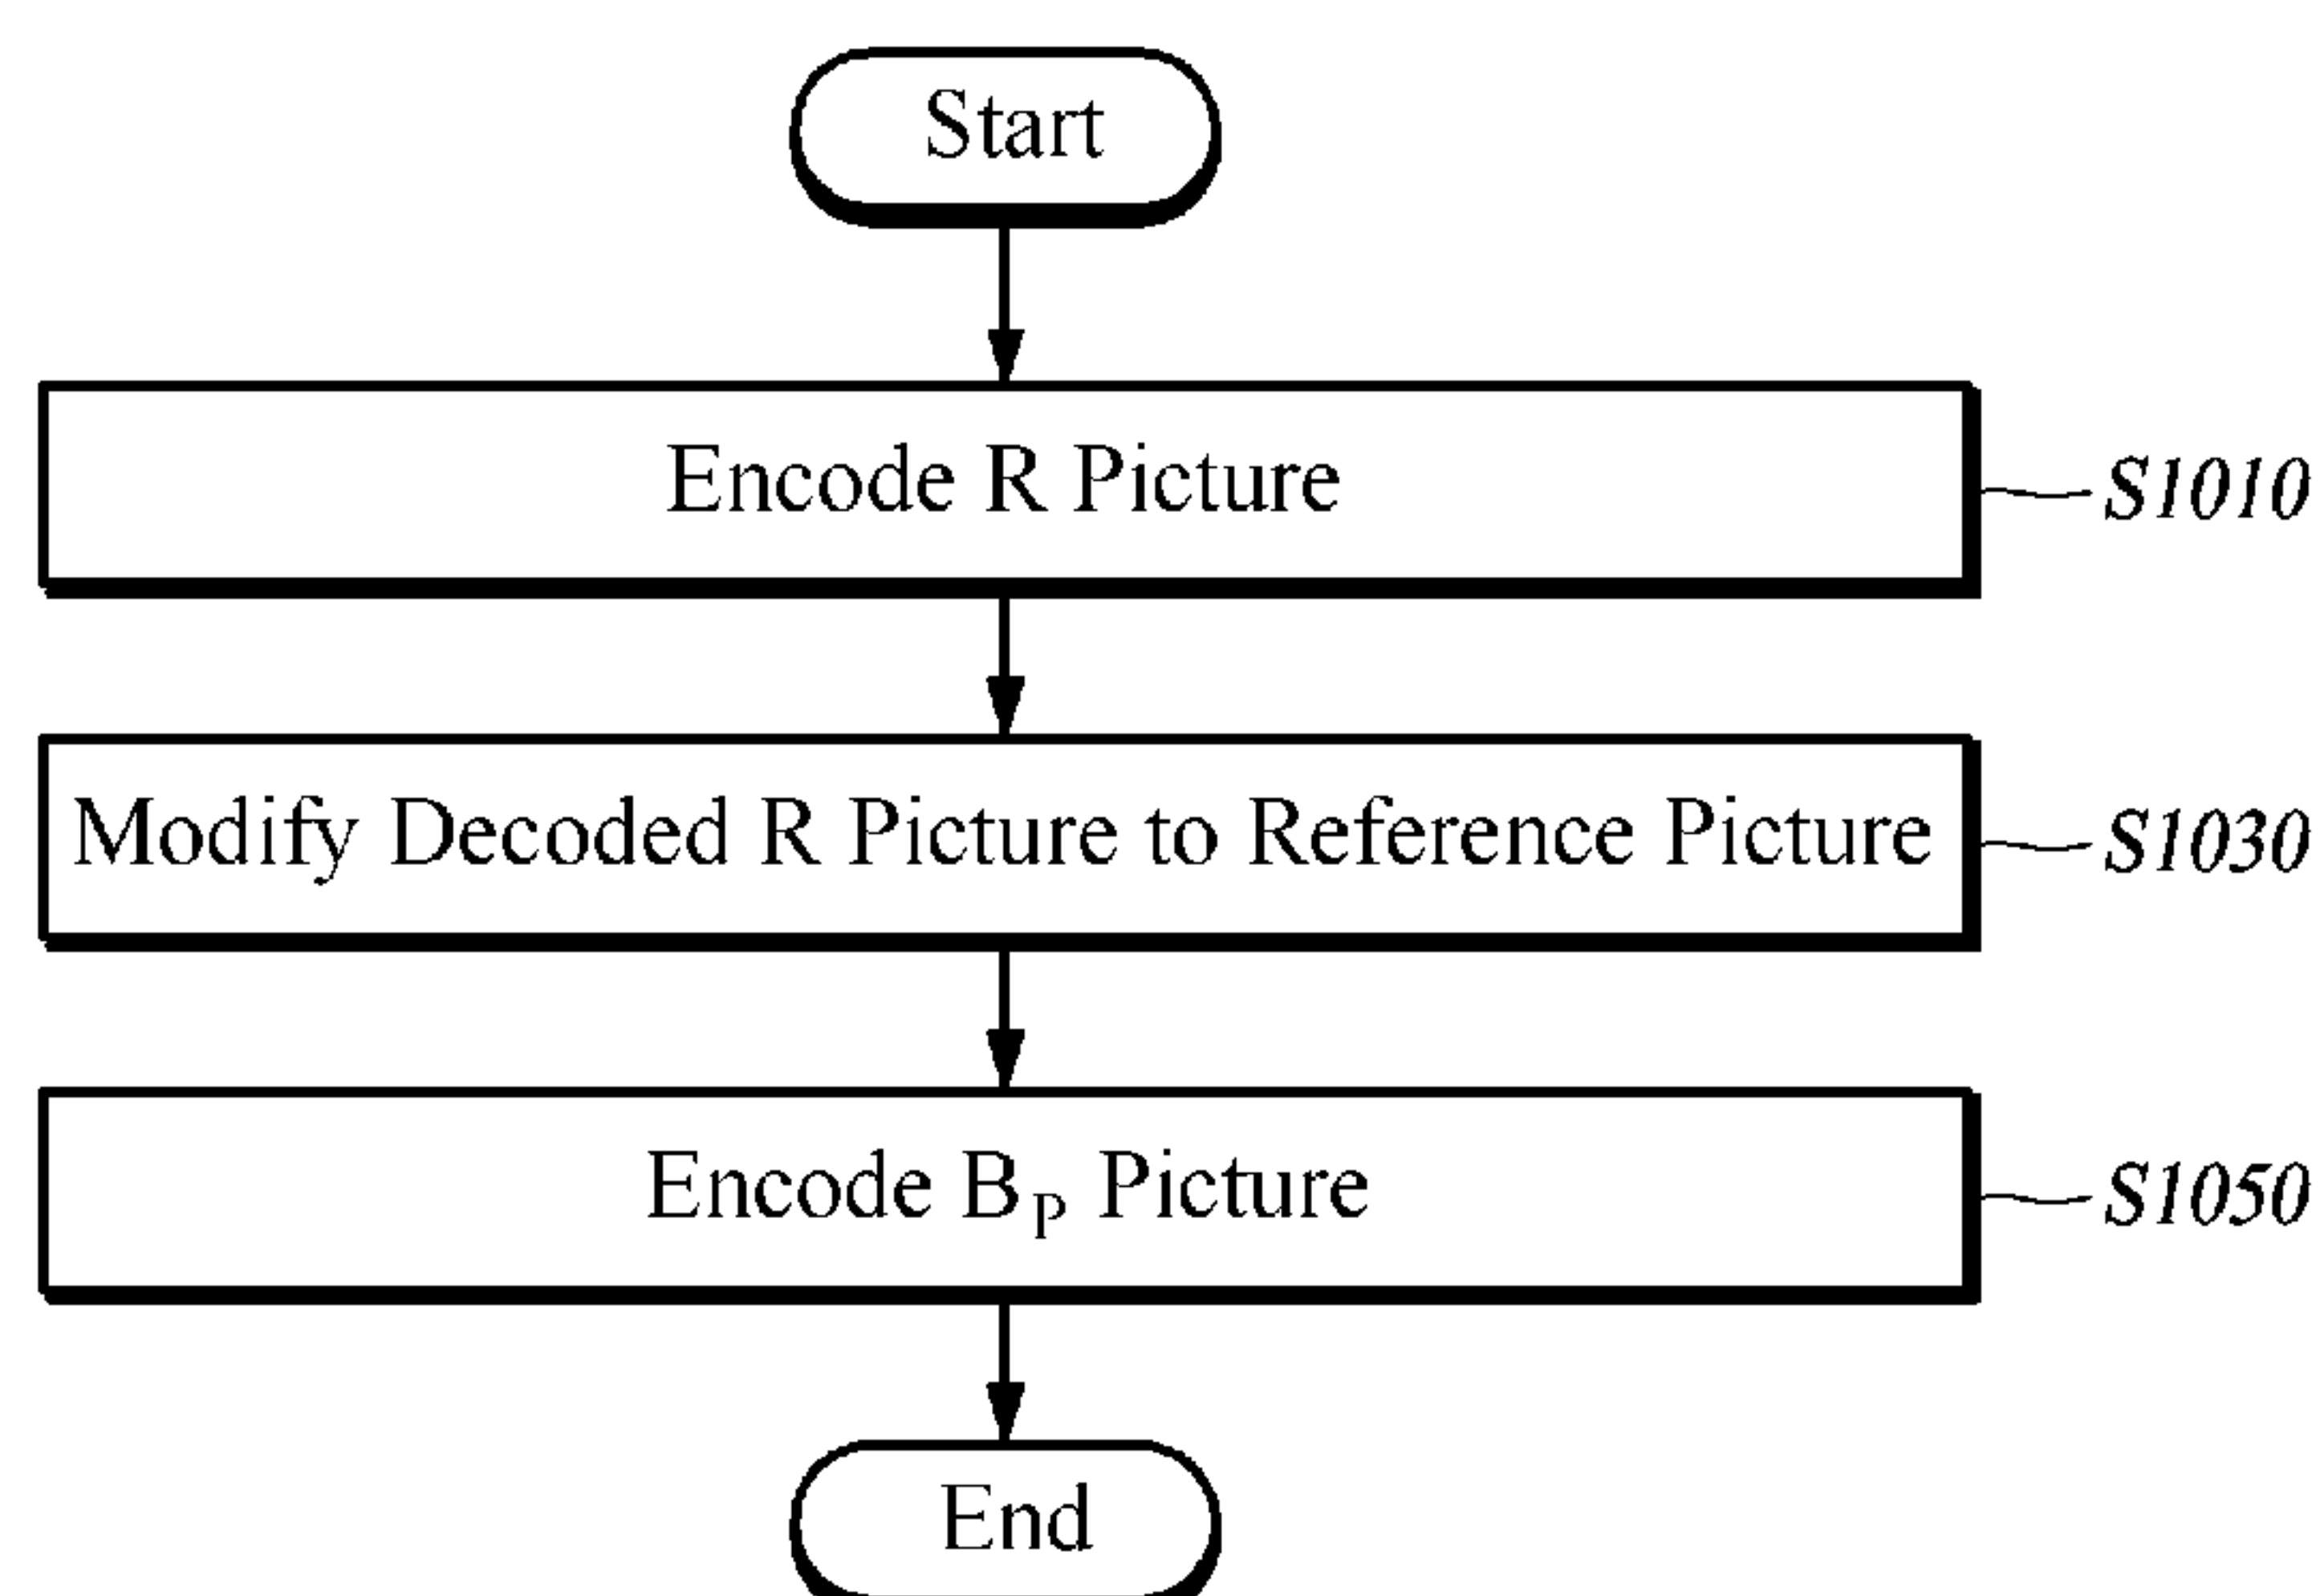 Start
Encode R Picture
S1010
Modify Decoded R Picture to Reference Picture
S1030
Encode BP Picture
S1050
End